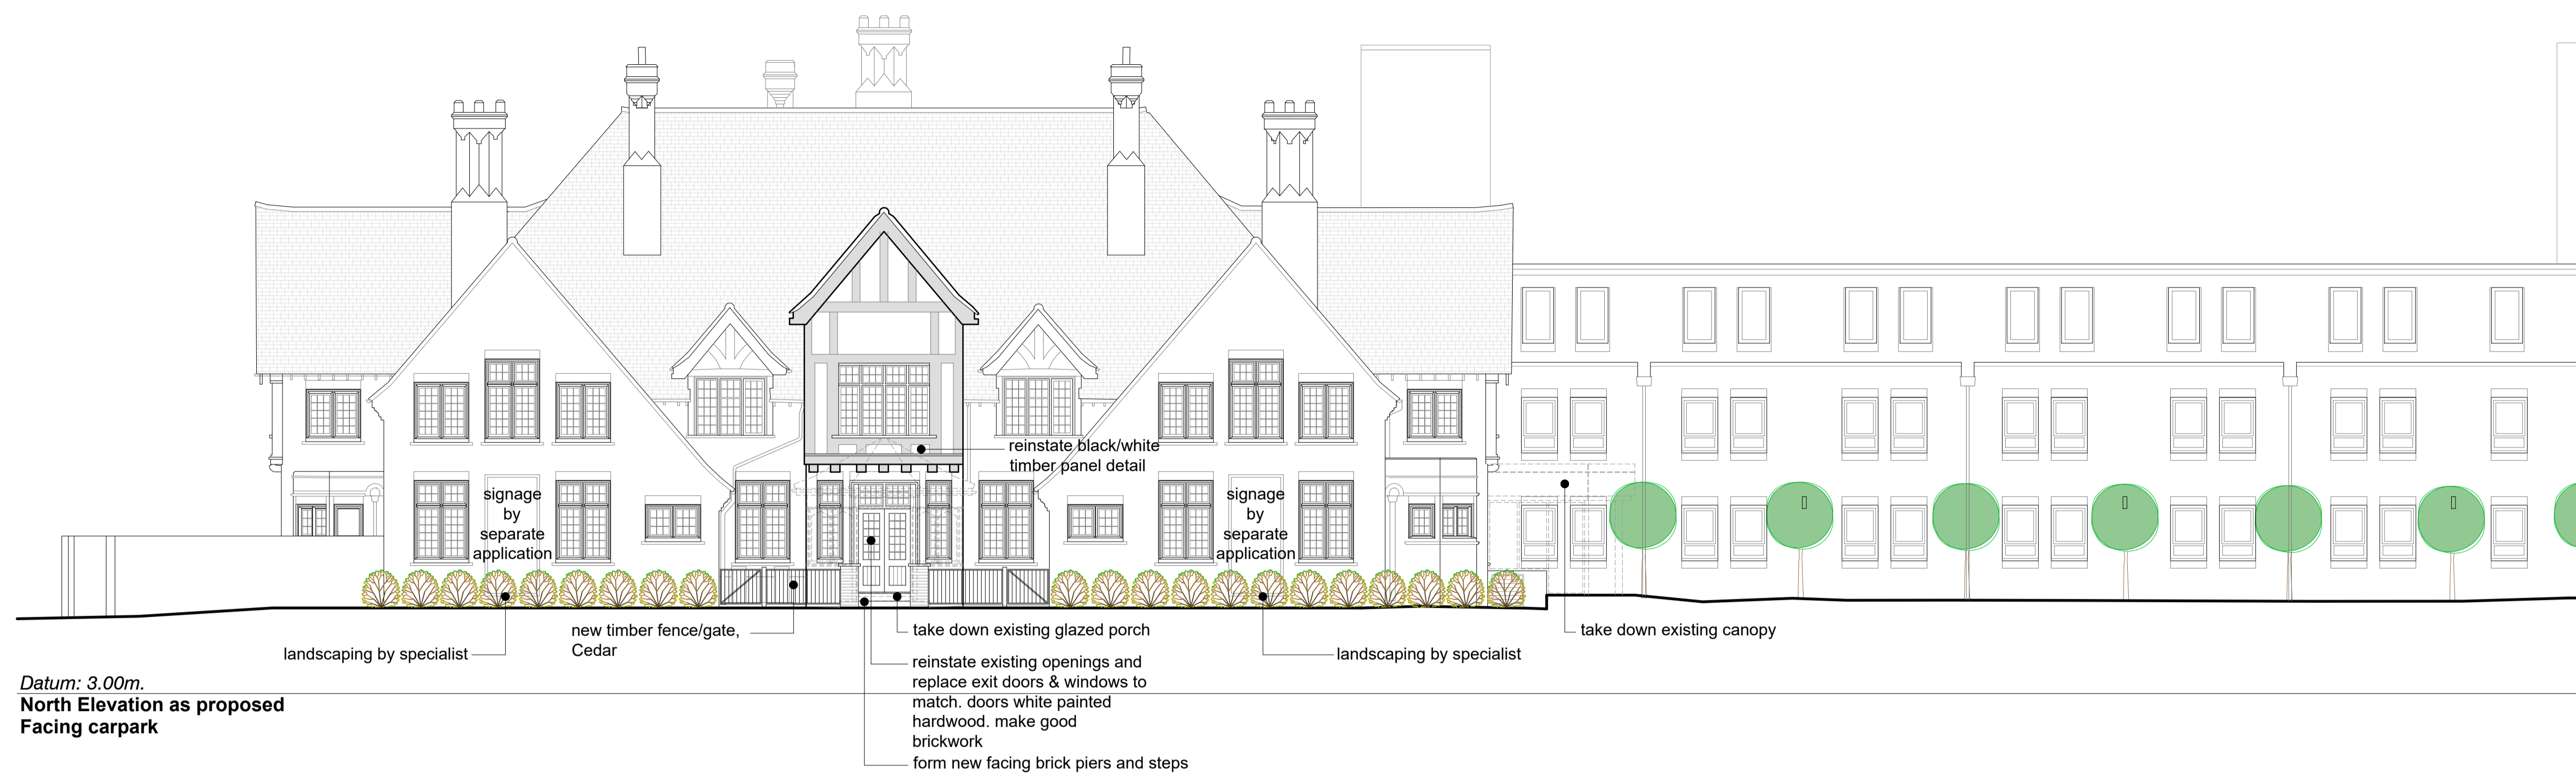 reinstate black/white
timber panel detail
signage
by
separate
application
signage
by
separate
application
new timber fence/gate,
Cedar
take down existing glazed porch
take down existing canopy
landscaping by specialist
reinstate existing openings and
replace exit doors & windows to
match. doors white painted
hardwood. make good
brickwork
landscaping by specialist
form new facing brick piers and steps
Datum: 3.00m.
North Elevation as proposed
Facing carpark